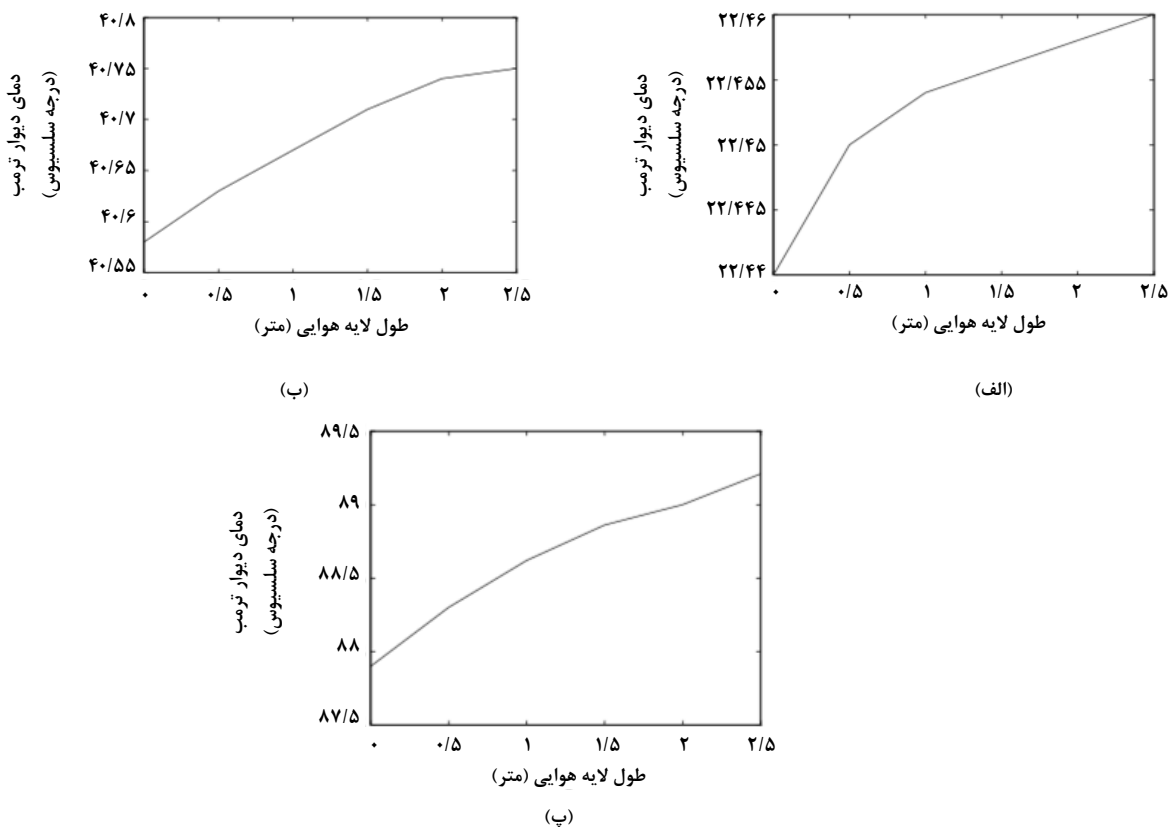 ۲۲/۴۶
۲۲/۴۵۵
۲۲/۴۵
۲۲/۴۴۵
۲۲/۴۴
دمای دیوار ترمب
(درجه سلسیوس)
۰ ۰/۵ ۱ ۱/۵ ۲ ۲/۵
طول لایه هوایی (متر)
(الف)
۴۰/۸
۴۰/۷۵
۴۰/۷
۴۰/۶۵
۴۰/۶
۴۰/۵۵
دمای دیوار ترمب
(درجه سلسیوس)
۰ ۰/۵ ۱ ۱/۵ ۲ ۲/۵
طول لایه هوایی (متر)
(ب)
۸۹/۵
۸۹
۸۸/۵
۸۸
۸۷/۵
دمای دیوار ترمب
(درجه سلسیوس)
۰ ۰/۵ ۱ ۱/۵ ۲ ۲/۵
طول لایه هوایی (متر)
(پ)